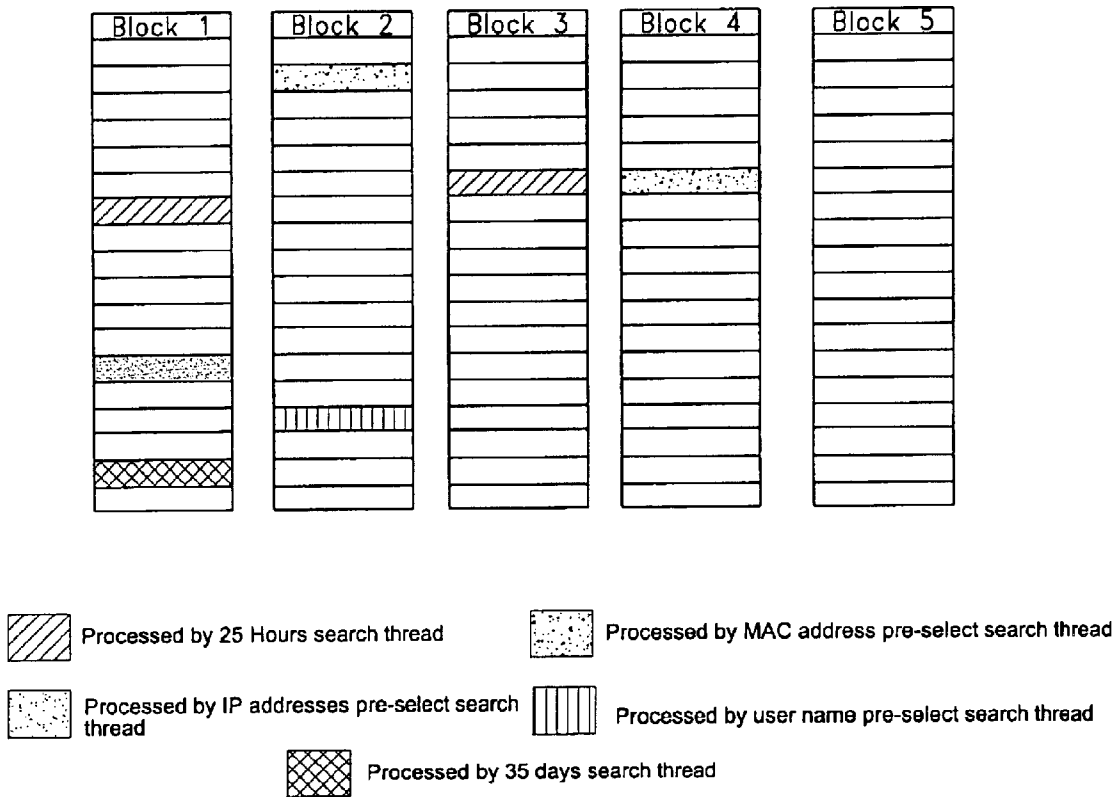 Block 1
Block 2
Block 3
Block 4
Block 5
Processed by 25 Hours search thread
Processed by MAC address pre-select search thread
Processed by IP addresses pre-select search
thread
Processed by user name pre-select search thread
Processed by 35 days search thread